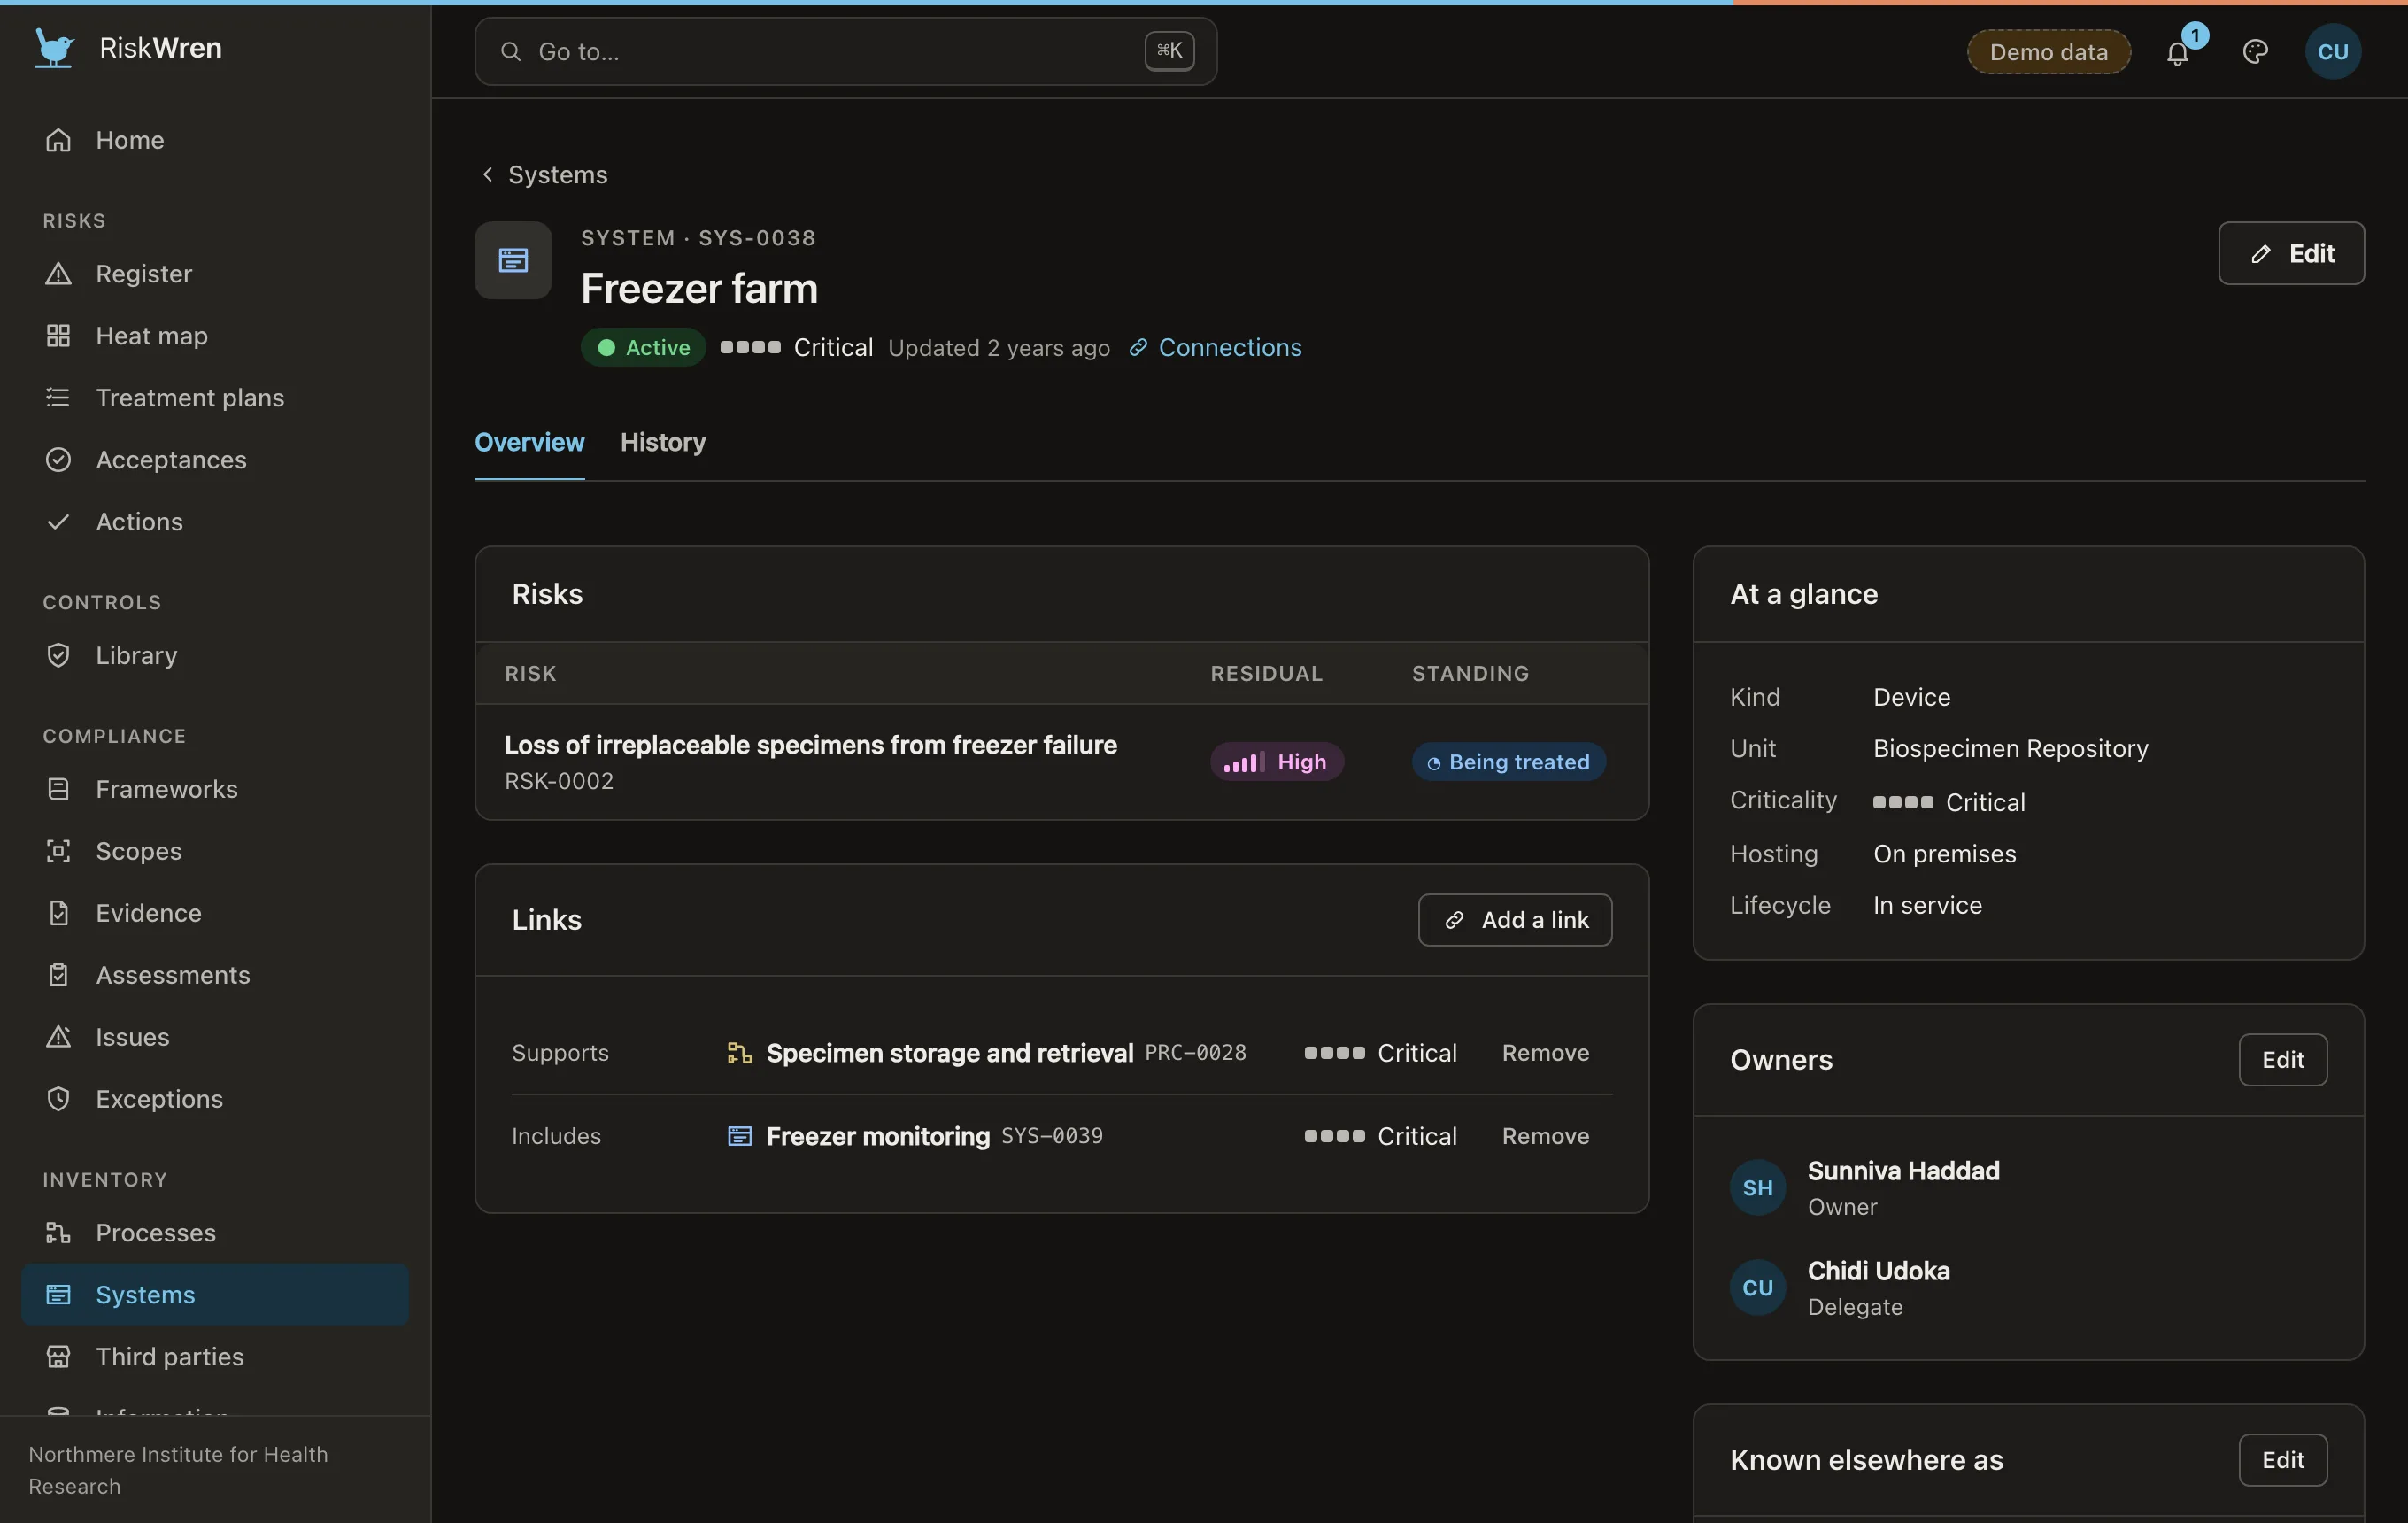 RiskWren
Go to...
⌘K
Demo data
1
CU
Home
RISKS
Register
Heat map
Treatment plans
Acceptances
Actions
CONTROLS
Library
COMPLIANCE
Frameworks
Scopes
Evidence
Assessments
Issues
Exceptions
INVENTORY
Processes
Systems
Third parties
Information
Northmere Institute for Health
Research
Systems
SYSTEM · SYS-0038
Freezer farm
Edit
Active Critical Updated 2 years ago Connections
Overview History
Risks
RISK RESIDUAL STANDING
Loss of irreplaceable specimens from freezer failure
RSK-0002
High Being treated
Links
Add a link
Supports Specimen storage and retrieval PRC-0028 Critical Remove
Includes Freezer monitoring SYS-0039 Critical Remove
At a glance
Kind Device
Unit Biospecimen Repository
Criticality Critical
Hosting On premises
Lifecycle In service
Owners
Edit
SH
Sunniva Haddad
Owner
CU
Chidi Udoka
Delegate
Known elsewhere as
Edit